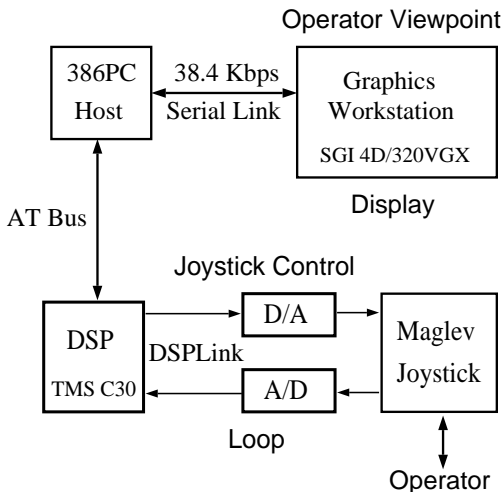 Operator Viewpoint
386PC
Host
38.4 Kbps
Serial Link
Graphics
Workstation
SGI 4D/320VGX
Display
AT Bus
Joystick Control
DSP
TMS C30
DSPLink
D/A
A/D
Maglev
Joystick
Loop
Operator